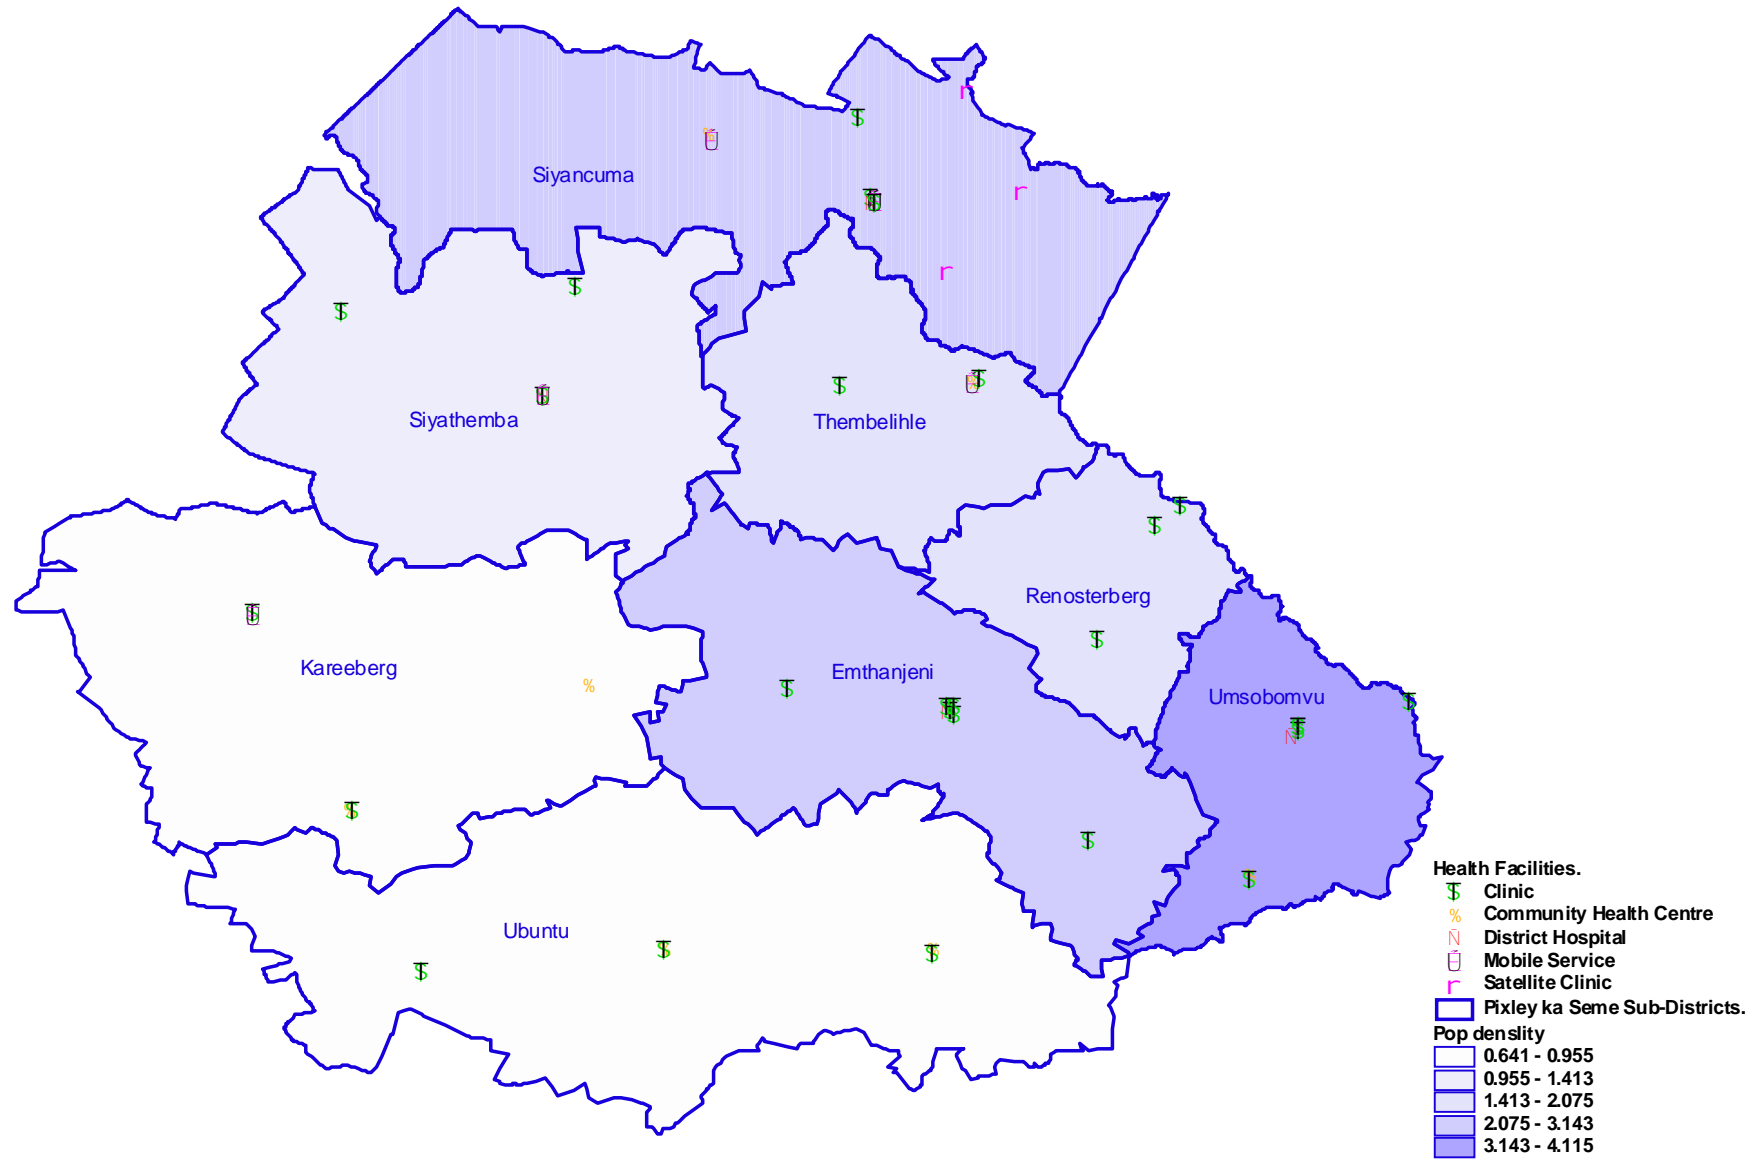 Siyancuma
Siyathemba
Thembelihle
Renosterberg
Kareeberg
Emthanjeni
Umsobomvu
Ubuntu
Health Facilities.
Clinic
Community Health Centre
District Hospital
Mobile Service
Satellite Clinic
Pixley ka Seme Sub-Districts.
Pop denslity
0.641 - 0.955
0.955 - 1.413
1.413 - 2.075
2.075 - 3.143
3.143 - 4.115